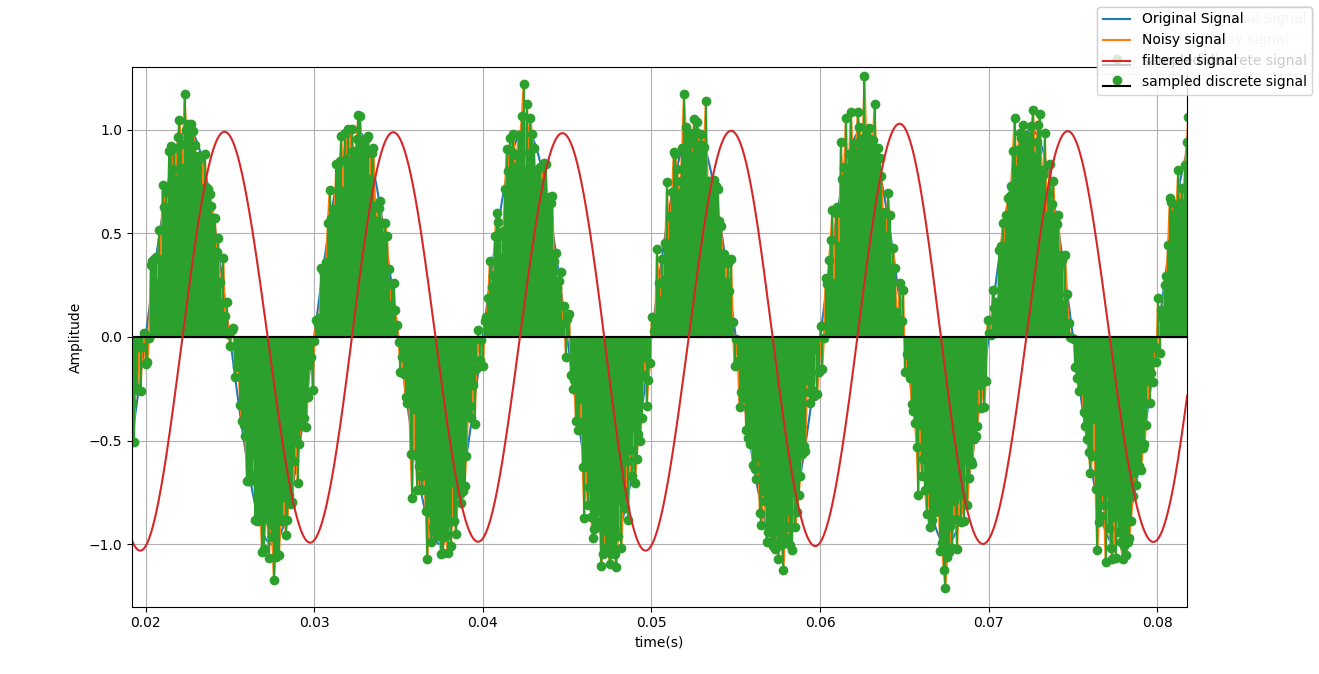 Original Signal
Noisy signal
filtered signal
sampled discrete signal
1.0
0.5
0.0
−0.5
−1.0
Amplitude
0.02 0.03 0.04 0.05 0.06 0.07 0.08
time(s)